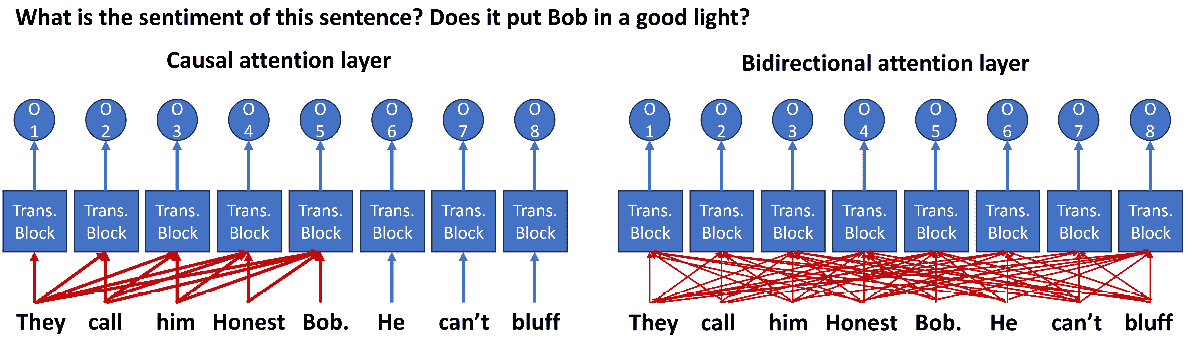 What is the sentiment of this sentence? Does it put Bob in a good light?
Causal attention layer
O 1 O 2 O 3 O 4 O 5 O 6 O 7 O 8
Trans. Block Trans. Block Trans. Block Trans. Block Trans. Block Trans. Block Trans. Block Trans. Block
They call him Honest Bob. He can't bluff
Bidirectional attention layer
O 1 O 2 O 3 O 4 O 5 O 6 O 7 O 8
Trans. Block Trans. Block Trans. Block Trans. Block Trans. Block Trans. Block Trans. Block Trans. Block
They call him Honest Bob. He can't bluff